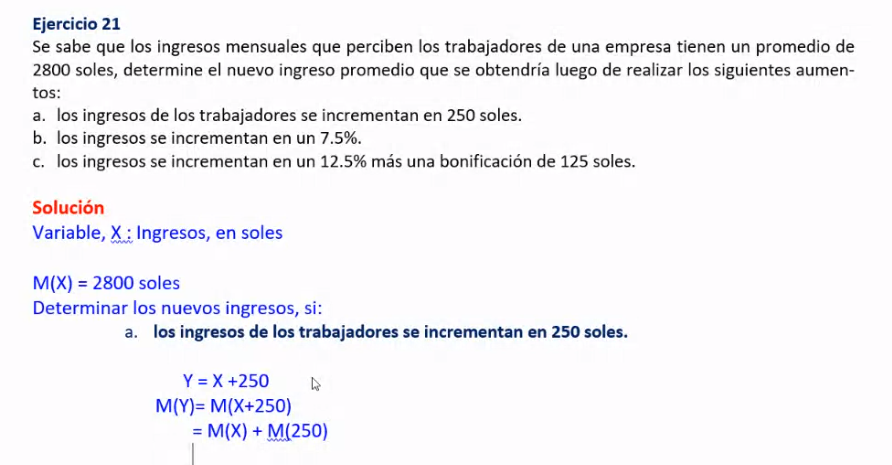 Ejercicio 21
Se sabe que los ingresos mensuales que perciben los trabajadores de una empresa tienen un promedio de
2800 soles, determine el nuevo ingreso promedio que se obtendría luego de realizar los siguientes aumen-
tos:
a. los ingresos de los trabajadores se incrementan en 250 soles.
b. los ingresos se incrementan en un 7.5%.
c. los ingresos se incrementan en un 12.5% más una bonificación de 125 soles.
Solución
Variable, X : Ingresos, en soles
M(X) = 2800 soles
Determinar los nuevos ingresos, si:
a. los ingresos de los trabajadores se incrementan en 250 soles.
Y = X +250
M(Y)= M(X+250)
= M(X) + M(250)